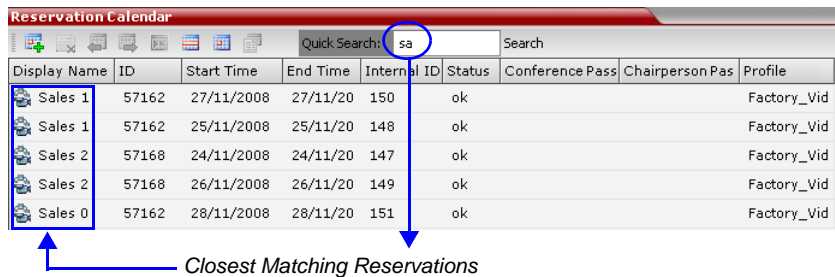 Reservation Calendar
Quick Search: sa Search
Display Name ID Start Time End Time Internal ID Status Conference Pass Chairperson Pas Profile
Sales 1 57162 27/11/2008 27/11/20 150 ok Factory_Vid
Sales 1 57162 25/11/2008 25/11/20 148 ok Factory_Vid
Sales 2 57168 24/11/2008 24/11/20 147 ok Factory_Vid
Sales 2 57168 26/11/2008 26/11/20 149 ok Factory_Vid
Sales 0 57162 28/11/2008 28/11/20 151 ok Factory_Vid
Closest Matching Reservations